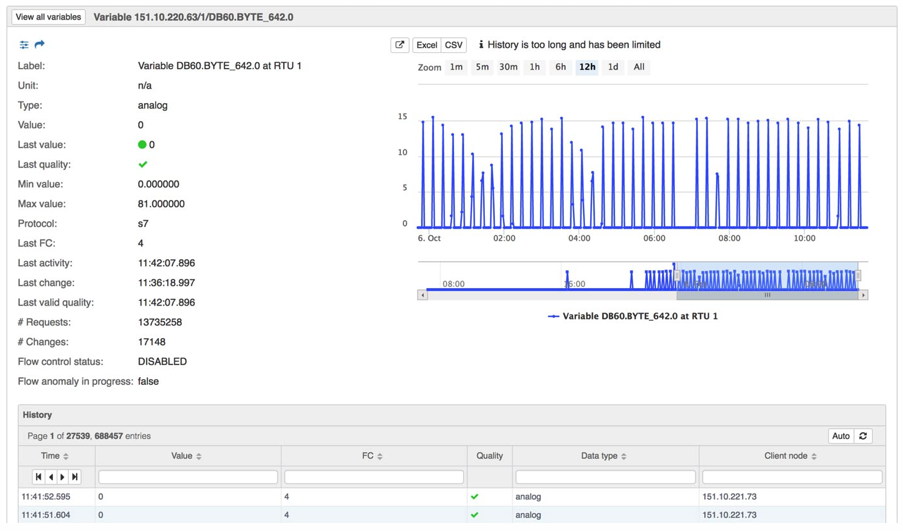 View all variables Variable 151.10.220.63/1/DB60.BYTE_642.0
Label: Variable DB60.BYTE_642.0 at RTU 1
Unit: n/a
Type: analog
Value: 0
Last value: 0
Last quality:
Min value: 0.000000
Max value: 81.000000
Protocol: s7
Last FC: 4
Last activity: 11:42:07.896
Last change: 11:36:18.997
Last valid quality: 11:42:07.896
# Requests: 13735258
# Changes: 17148
Flow control status: DISABLED
Flow anomaly in progress: false
Excel CSV History is too long and has been limited
Zoom 1m 5m 30m 1h 6h 12h 1d All
15
10
5
0
6. Oct 02:00 04:00 06:00 08:00 10:00
08:00
Variable DB60.BYTE_642.0 at RTU 1
History
Page 1 of 27539, 688457 entries Auto
Time Value FC Quality Data type Client node
11:41:52.595 0 4 analog 151.10.221.73
11:41:51.604 0 4 analog 151.10.221.73